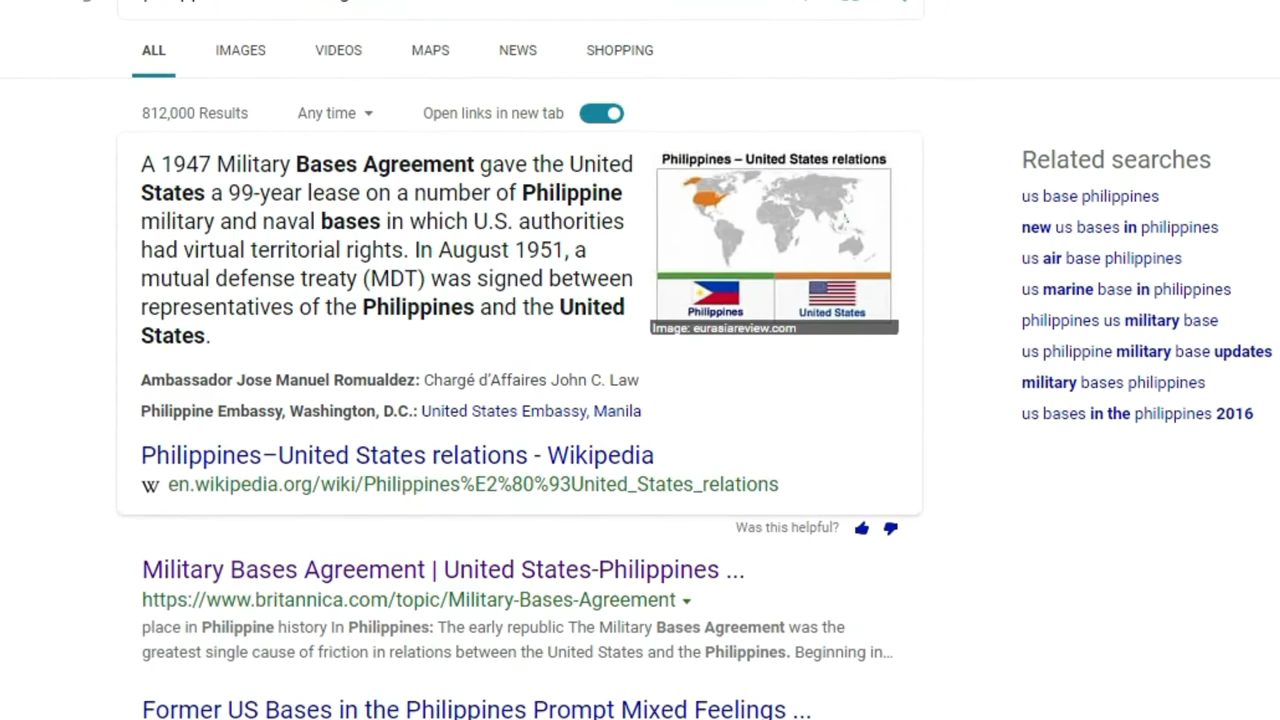 ALL IMAGES VIDEOS MAPS NEWS SHOPPING
812,000 Results Any time Open links in new tab
A 1947 Military Bases Agreement gave the United
States a 99-year lease on a number of Philippine
military and naval bases in which U.S. authorities
had virtual territorial rights. In August 1951, a
mutual defense treaty (MDT) was signed between
representatives of the Philippines and the United
States.
Philippines – United States relations
Philippines United States
Image: eurasiareview.com
Ambassador Jose Manuel Romualdez: Chargé d'Affaires John C. Law
Philippine Embassy, Washington, D.C.: United States Embassy, Manila
Philippines–United States relations - Wikipedia
W en.wikipedia.org/wiki/Philippines%E2%80%93United_States_relations
Was this helpful?
Military Bases Agreement | United States-Philippines ...
https://www.britannica.com/topic/Military-Bases-Agreement
place in Philippine history In Philippines: The early republic The Military Bases Agreement was the
greatest single cause of friction in relations between the United States and the Philippines. Beginning in...
Former US Bases in the Philippines Prompt Mixed Feelings ...
Related searches
us base philippines
new us bases in philippines
us air base philippines
us marine base in philippines
philippines us military base
us philippine military base updates
military bases philippines
us bases in the philippines 2016